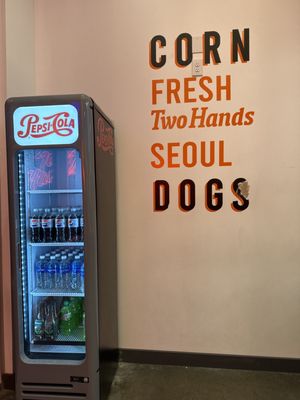 PEPSI-COLA
CORN
FRESH
Two Hands
SEOUL
DOGS